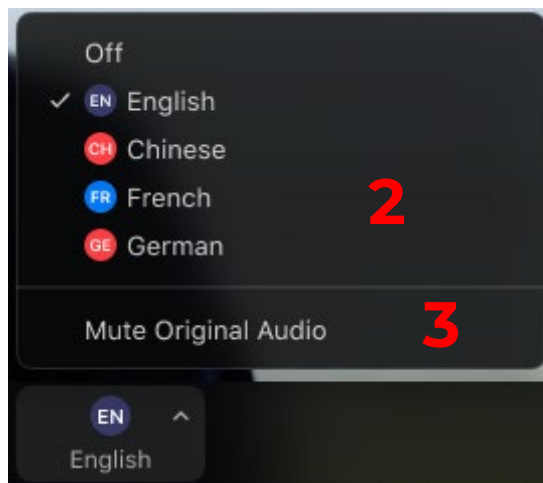 Off
EN English
CH Chinese
FR French
2
GE German
Mute Original Audio 3
EN
English